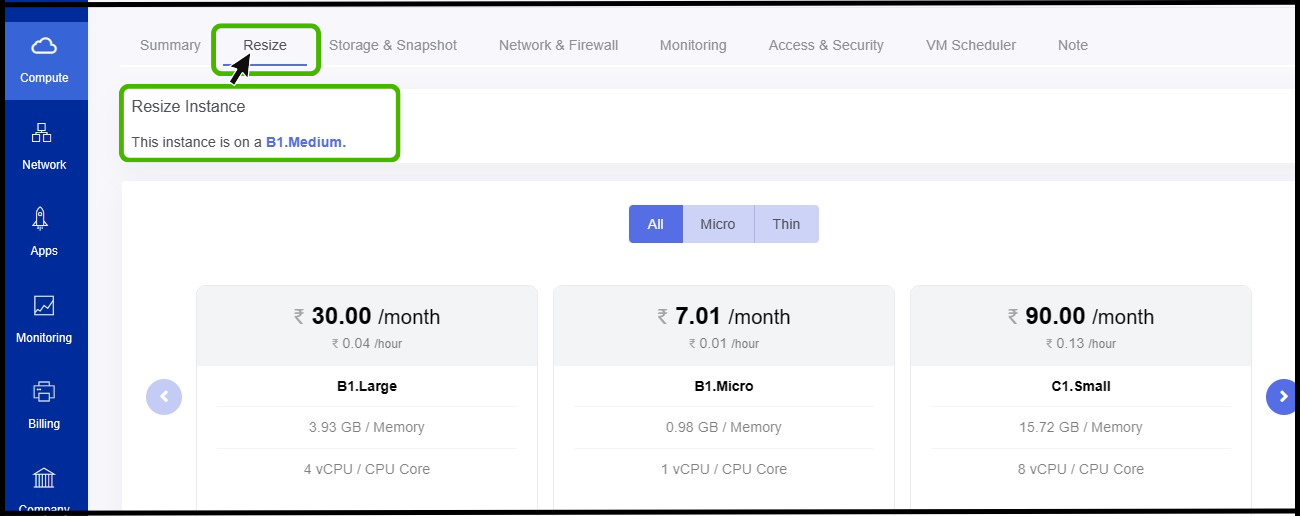 Compute
Network
Apps
Monitoring
Billing
Company
Summary Resize Storage & Snapshot Network & Firewall Monitoring Access & Security VM Scheduler Note
Resize Instance
This instance is on a B1.Medium.
All Micro Thin
₹ 30.00 /month
₹ 0.04 /hour
B1.Large
3.93 GB / Memory
4 vCPU / CPU Core
₹ 7.01 /month
₹ 0.01 /hour
B1.Micro
0.98 GB / Memory
1 vCPU / CPU Core
₹ 90.00 /month
₹ 0.13 /hour
C1.Small
15.72 GB / Memory
8 vCPU / CPU Core